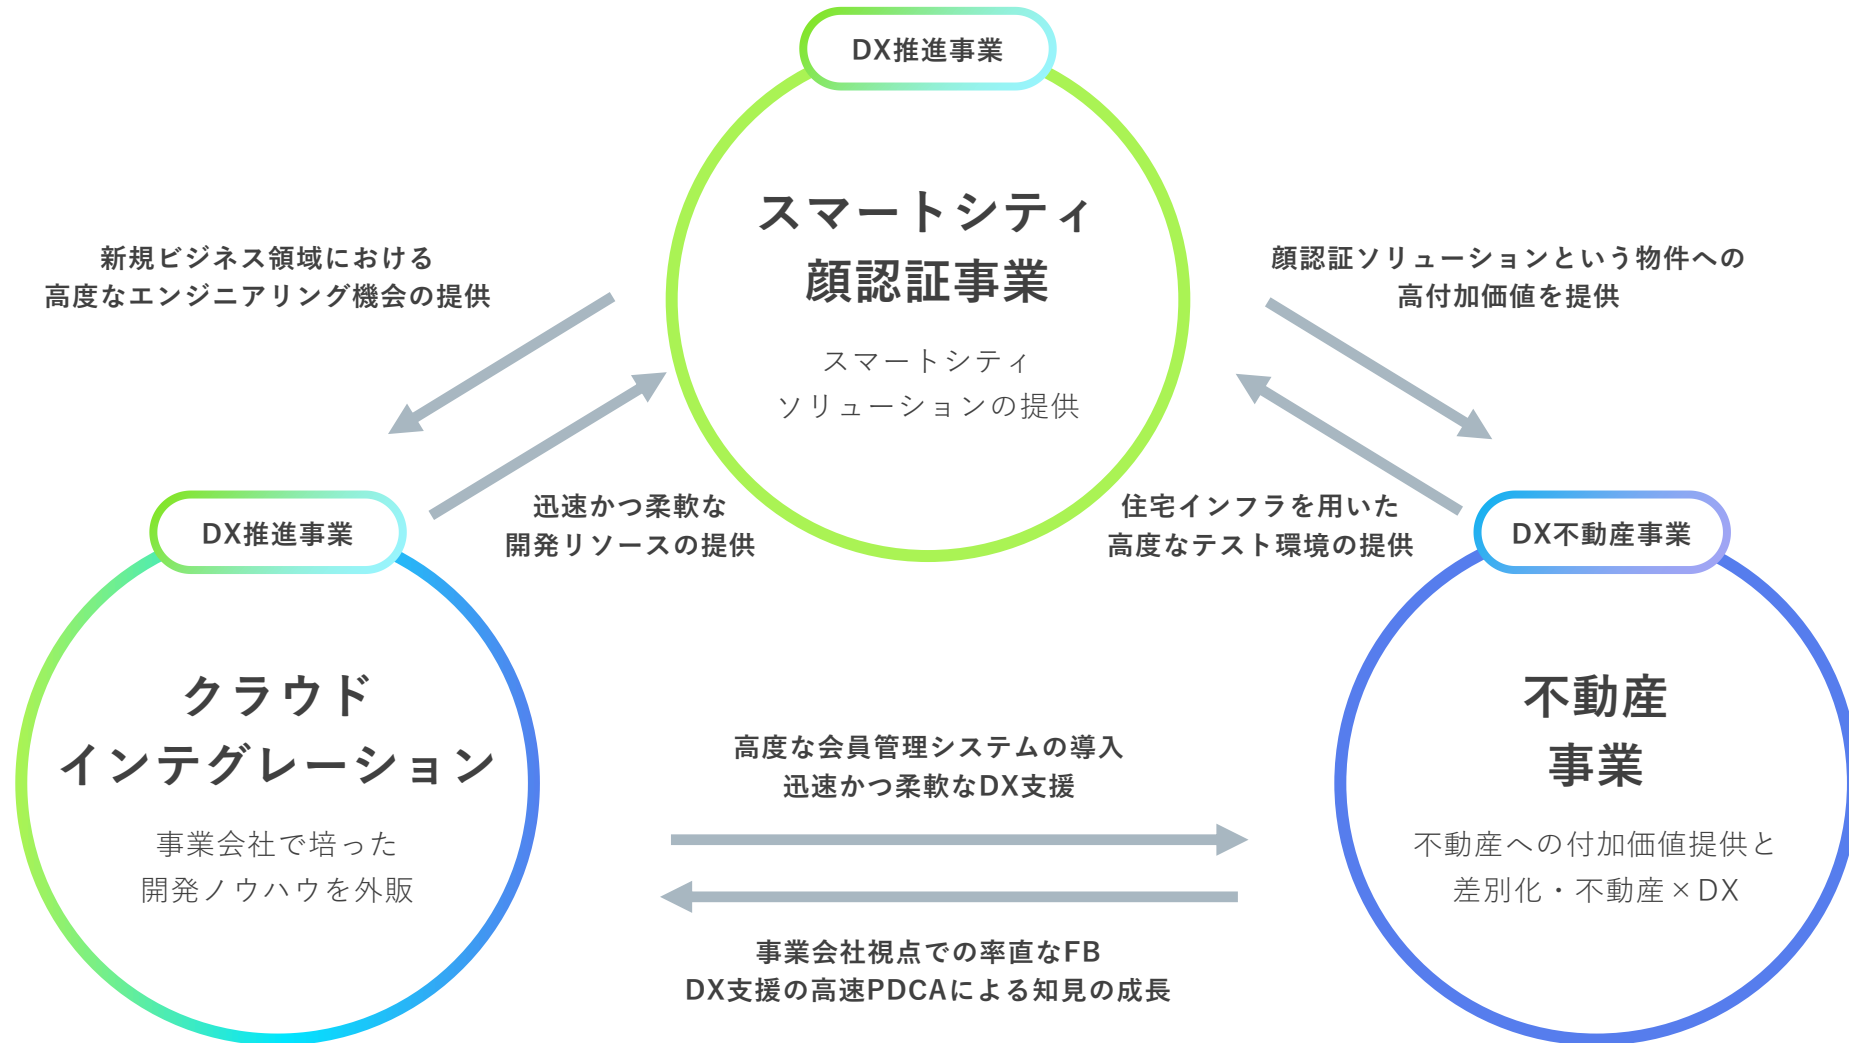 DX推進事業
スマートシティ
顔認証事業
スマートシティ
ソリューションの提供
新規ビジネス領域における
高度なエンジニアリング機会の提供
顔認証ソリューションという物件への
高付加価値を提供
迅速かつ柔軟な
開発リソースの提供
住宅インフラを用いた
高度なテスト環境の提供
DX推進事業
クラウド
インテグレーション
事業会社で培った
開発ノウハウを外販
DX不動産事業
不動産
事業
不動産への付加価値提供と
差別化・不動産×DX
高度な会員管理システムの導入
迅速かつ柔軟なDX支援
事業会社視点での率直なFB
DX支援の高速PDCAによる知見の成長